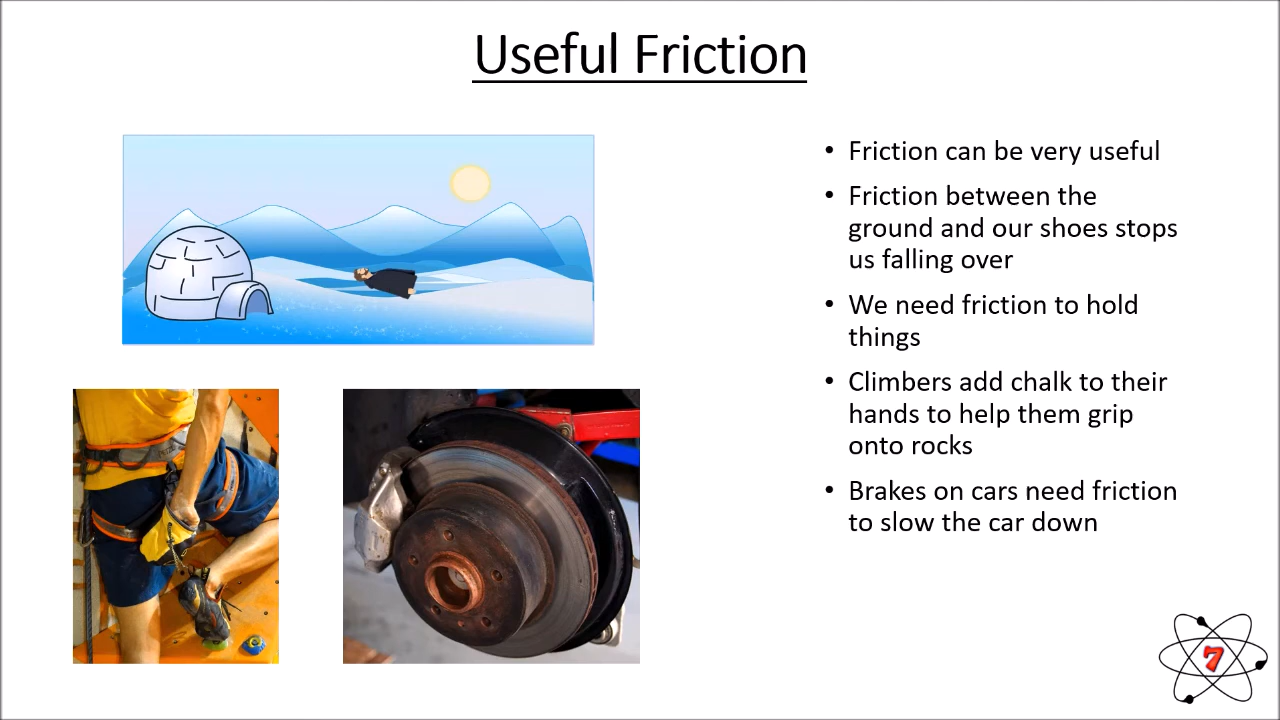 Useful Friction
• Friction can be very useful
• Friction between the
ground and our shoes stops
us falling over
• We need friction to hold
things
• Climbers add chalk to their
hands to help them grip
onto rocks
• Brakes on cars need friction
to slow the car down
7